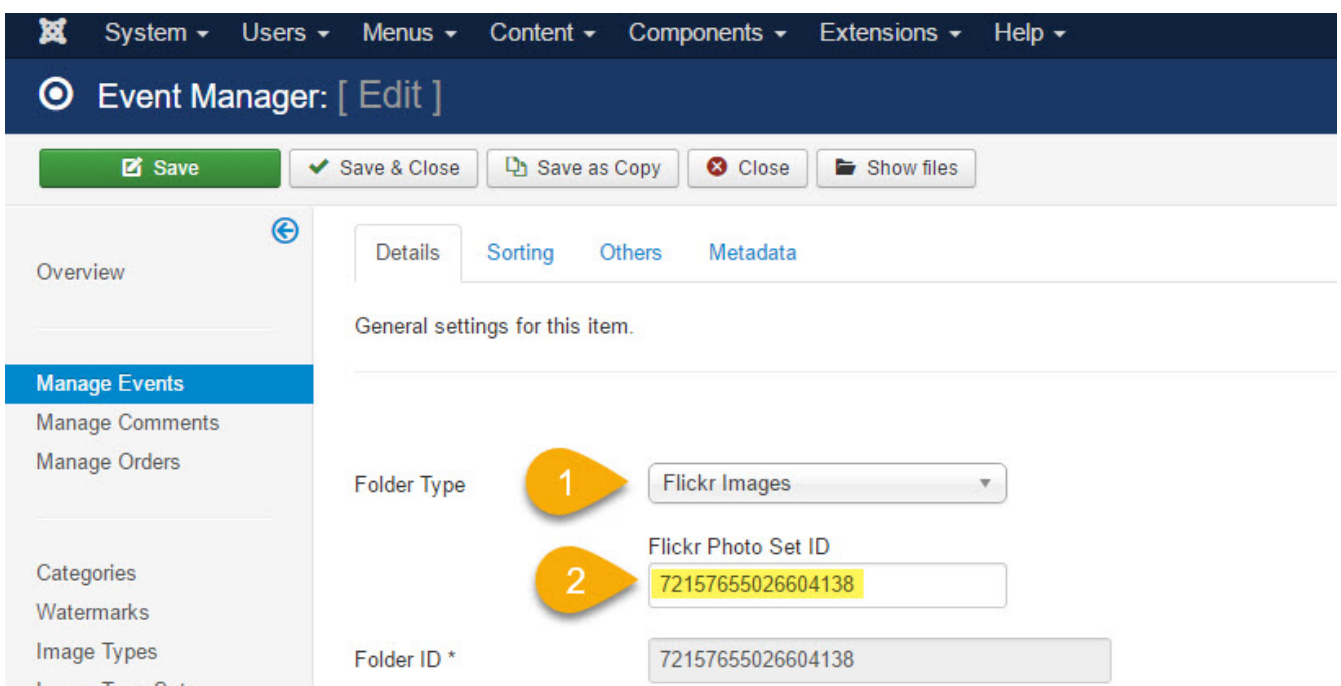 System Users Menus Content Components Extensions Help
Event Manager: [ Edit ]
Save Save & Close Save as Copy Close Show files
Overview
Manage Events
Manage Comments
Manage Orders
Categories
Watermarks
Image Types
Details Sorting Others Metadata
General settings for this item.
Folder Type 1 Flickr Images
Flickr Photo Set ID
2 72157655026604138
Folder ID * 72157655026604138